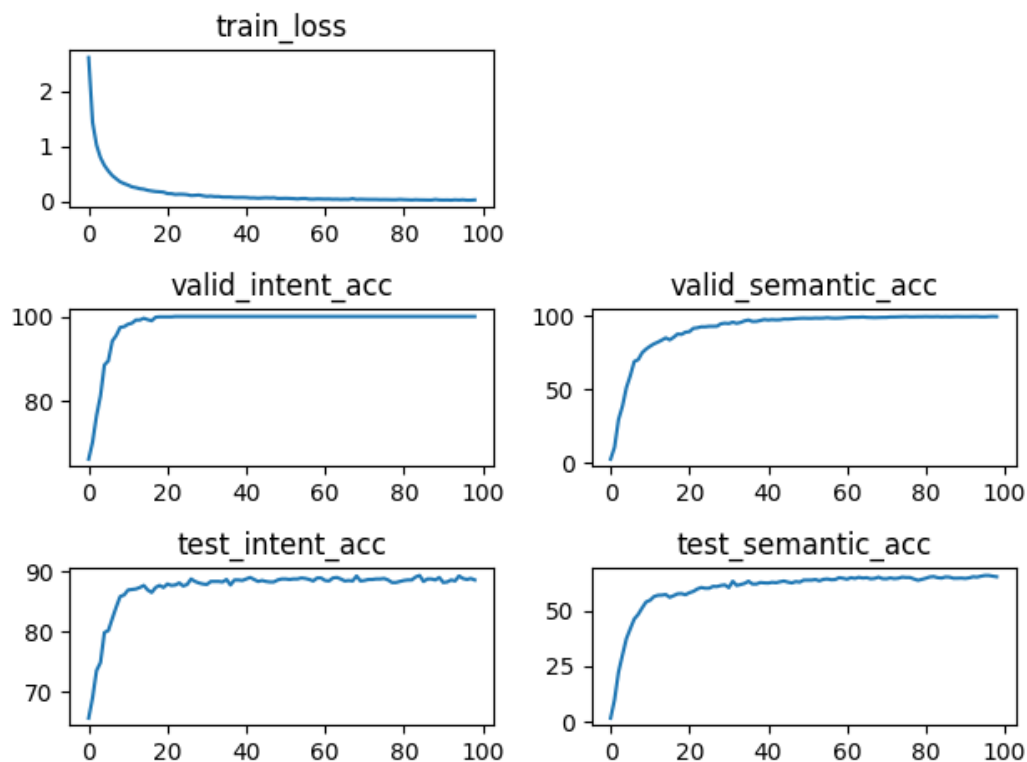 train_loss
2
1
0
0 20 40 60 80 100
valid_intent_acc
100
80
0 20 40 60 80 100
valid_semantic_acc
100
50
0
0 20 40 60 80 100
test_intent_acc
90
80
70
0 20 40 60 80 100
test_semantic_acc
50
25
0
0 20 40 60 80 100